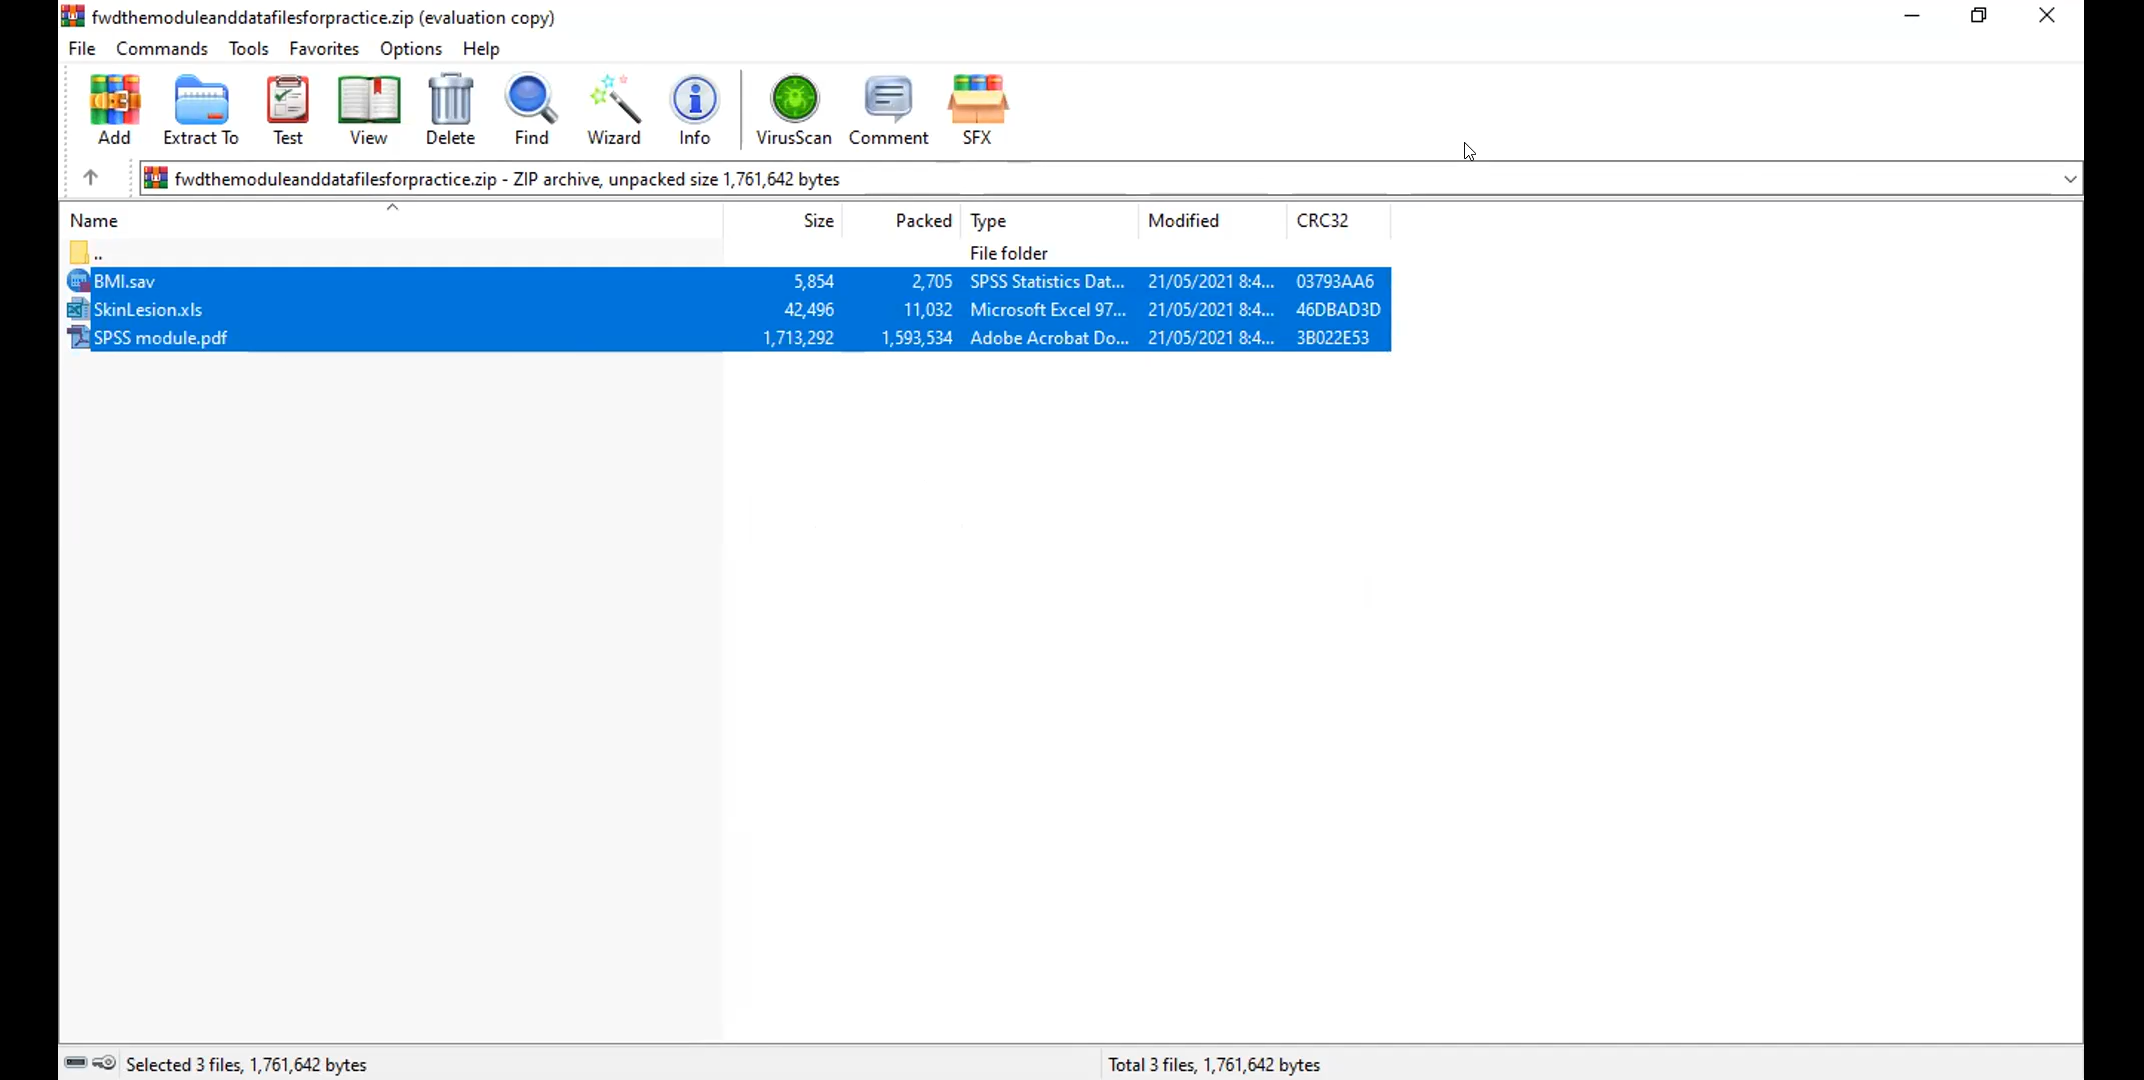 fwdthemoduleanddatafilesforpractice.zip (evaluation copy)
File Commands Tools Favorites Options Help
Add Extract To Test View Delete Find Wizard Info VirusScan Comment SFX
fwdthemoduleanddatafilesforpractice.zip - ZIP archive, unpacked size 1,761,642 bytes
Name Size Packed Type Modified CRC32
.. File folder
BMI.sav 5,854 2,705 SPSS Statistics Dat... 21/05/2021 8:4... 03793AA6
SkinLesion.xls 42,496 11,032 Microsoft Excel 97... 21/05/2021 8:4... 46DBAD3D
SPSS module.pdf 1,713,292 1,593,534 Adobe Acrobat Do... 21/05/2021 8:4... 3B022E53
Selected 3 files, 1,761,642 bytes Total 3 files, 1,761,642 bytes